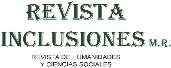 REVISTA
INCLUSIONES M.R.
REVISTA DE HUMANIDADES
Y CIENCIAS SOCIALES